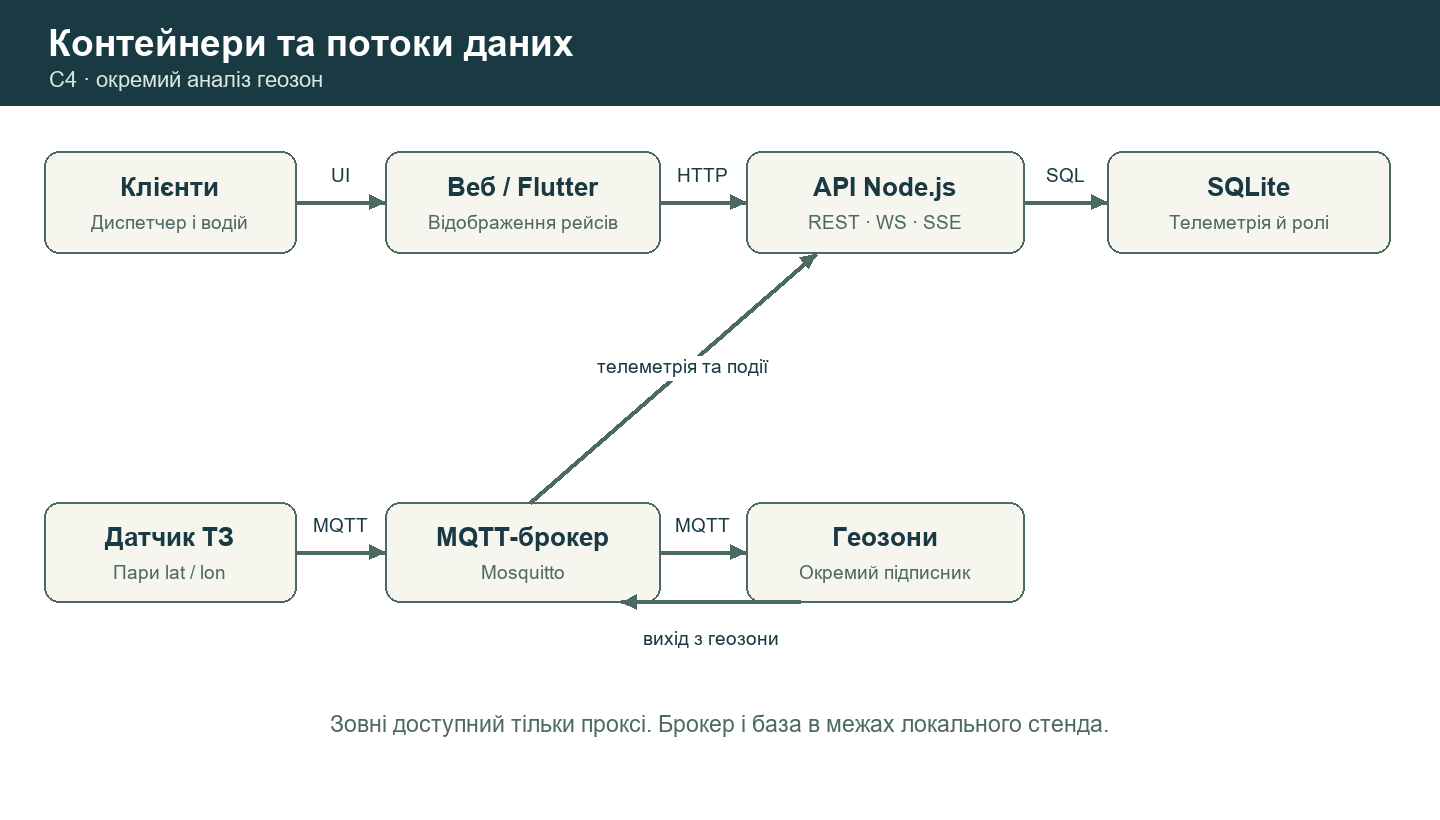 Контейнери та потоки даних
C4 · окремий аналіз геозон
Клієнти
Диспетчер і водій
UI
Веб / Flutter
Відображення рейсів
HTTP
API Node.js
REST · WS · SSE
SQL
SQLite
Телеметрія й ролі
телеметрія та події
Датчик ТЗ
Пари lat / lon
MQTT
MQTT-брокер
Mosquitto
MQTT
Геозони
Окремий підписник
вихід з геозони
Зовні доступний тільки проксі. Брокер і база в межах локального стенда.